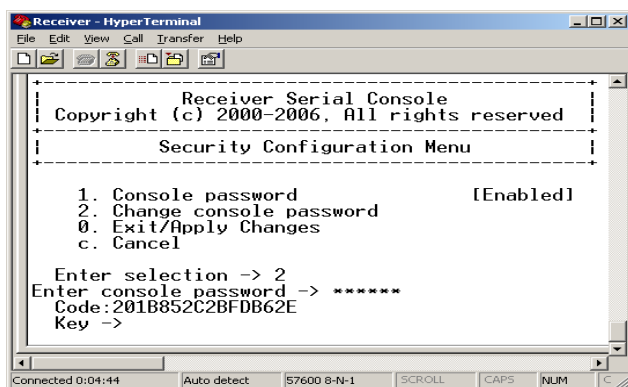 Receiver - HyperTerminal
File Edit View Call Transfer Help
Receiver Serial Console
Copyright (c) 2000-2006, All rights reserved
Security Configuration Menu
1. Console password [Enabled]
2. Change console password
0. Exit/Apply Changes
c. Cancel
Enter selection -> 2
Enter console password -> ******
Code:201B852C2BFDB62E
Key ->
Connected 0:04:44 Auto detect 57600 8-N-1 SCROLL CAPS NUM C